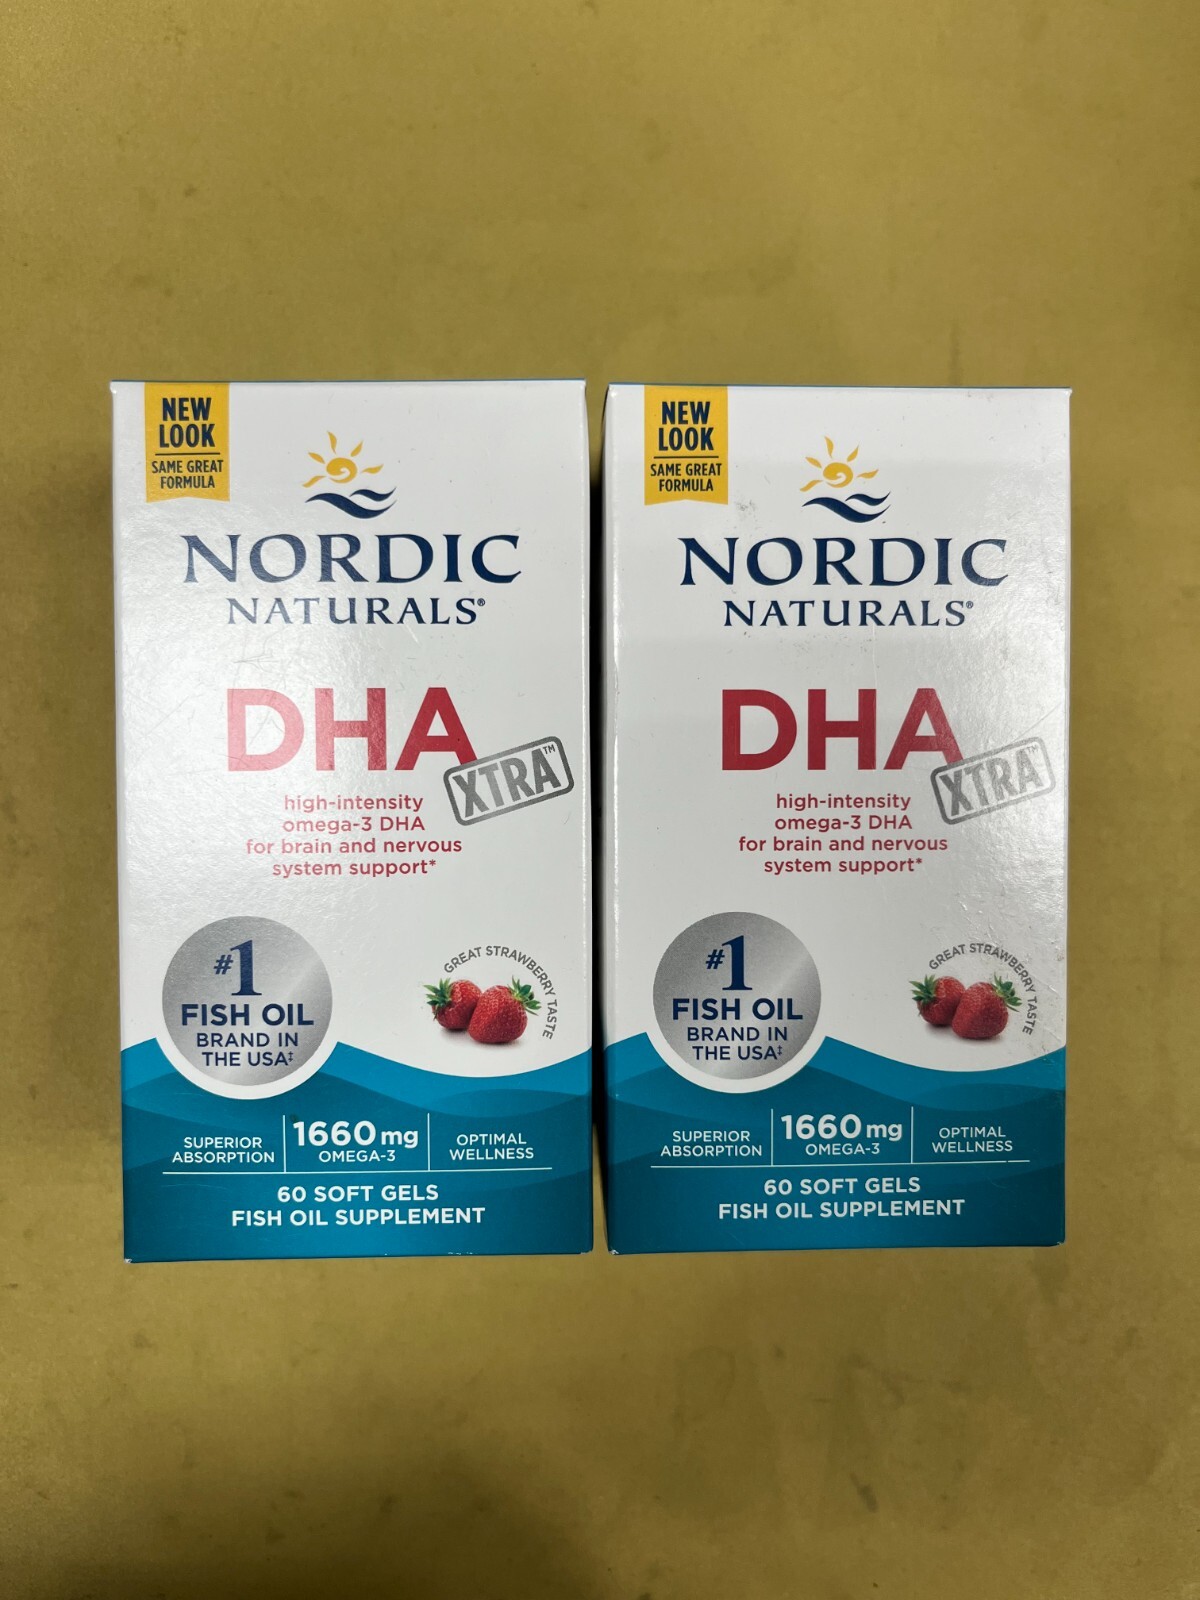 NEW
LOOK
SAME GREAT
FORMULA
NORDIC
NATURALS®
DHA
XTRA™
high-intensity
omega-3 DHA
for brain and nervous
system support*
#1
FISH OIL
BRAND IN
THE USA‡
GREAT STRAWBERRY TASTE
SUPERIOR
ABSORPTION
1660 mg
OMEGA-3
OPTIMAL
WELLNESS
60 SOFT GELS
FISH OIL SUPPLEMENT
NEW
LOOK
SAME GREAT
FORMULA
NORDIC
NATURALS®
DHA
XTRA™
high-intensity
omega-3 DHA
for brain and nervous
system support*
#1
FISH OIL
BRAND IN
THE USA‡
GREAT STRAWBERRY TASTE
SUPERIOR
ABSORPTION
1660 mg
OMEGA-3
OPTIMAL
WELLNESS
60 SOFT GELS
FISH OIL SUPPLEMENT